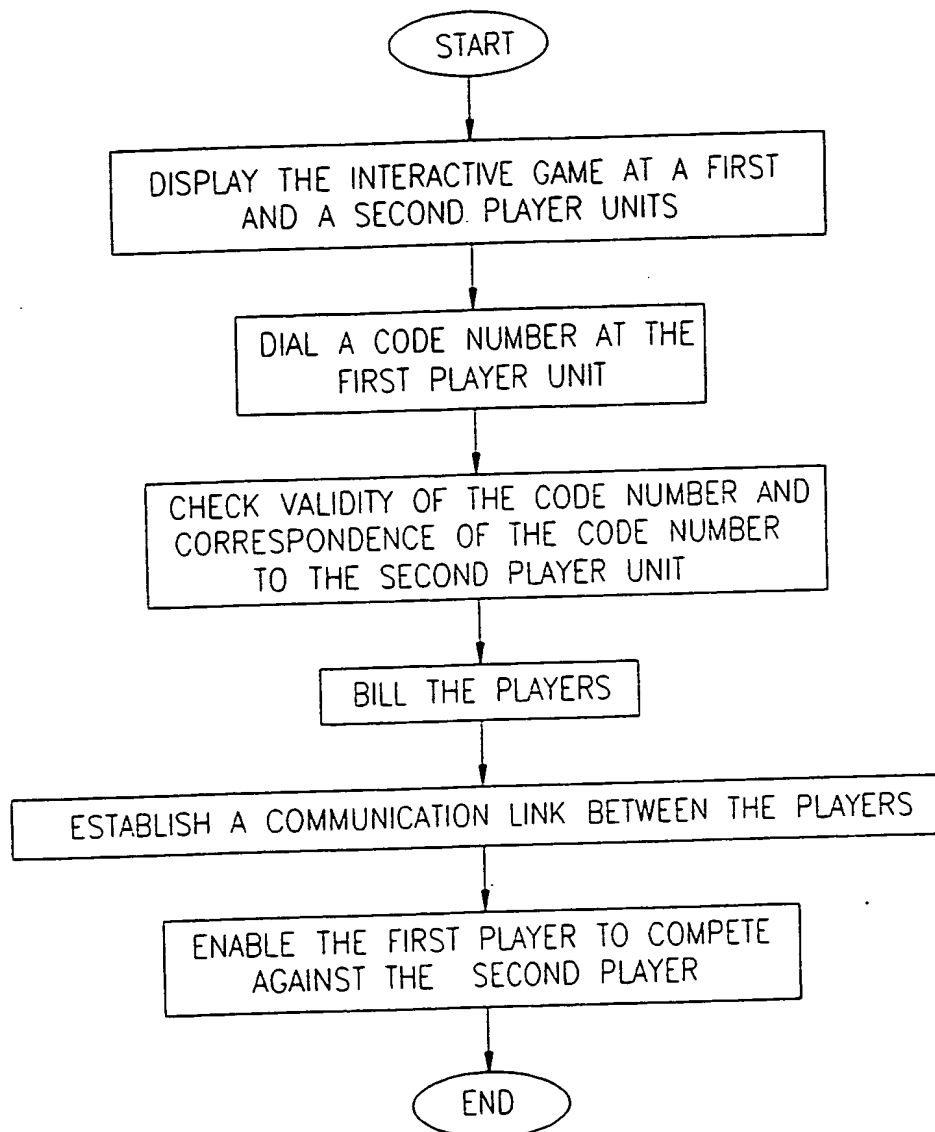 START
DISPLAY THE INTERACTIVE GAME AT A FIRST
AND A SECOND PLAYER UNITS
DIAL A CODE NUMBER AT THE
FIRST PLAYER UNIT
CHECK VALIDITY OF THE CODE NUMBER AND
CORRESPONDENCE OF THE CODE NUMBER
TO THE SECOND PLAYER UNIT
BILL THE PLAYERS
ESTABLISH A COMMUNICATION LINK BETWEEN THE PLAYERS
ENABLE THE FIRST PLAYER TO COMPETE
AGAINST THE SECOND PLAYER
END